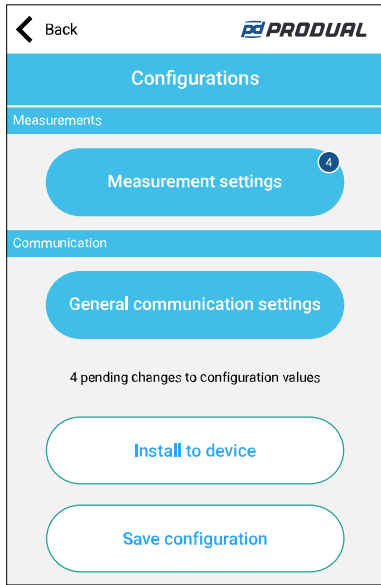 Back
pd PRODUAL
Configurations
Measurements
Measurement settings
4
Communication
General communication settings
4 pending changes to configuration values
Install to device
Save configuration